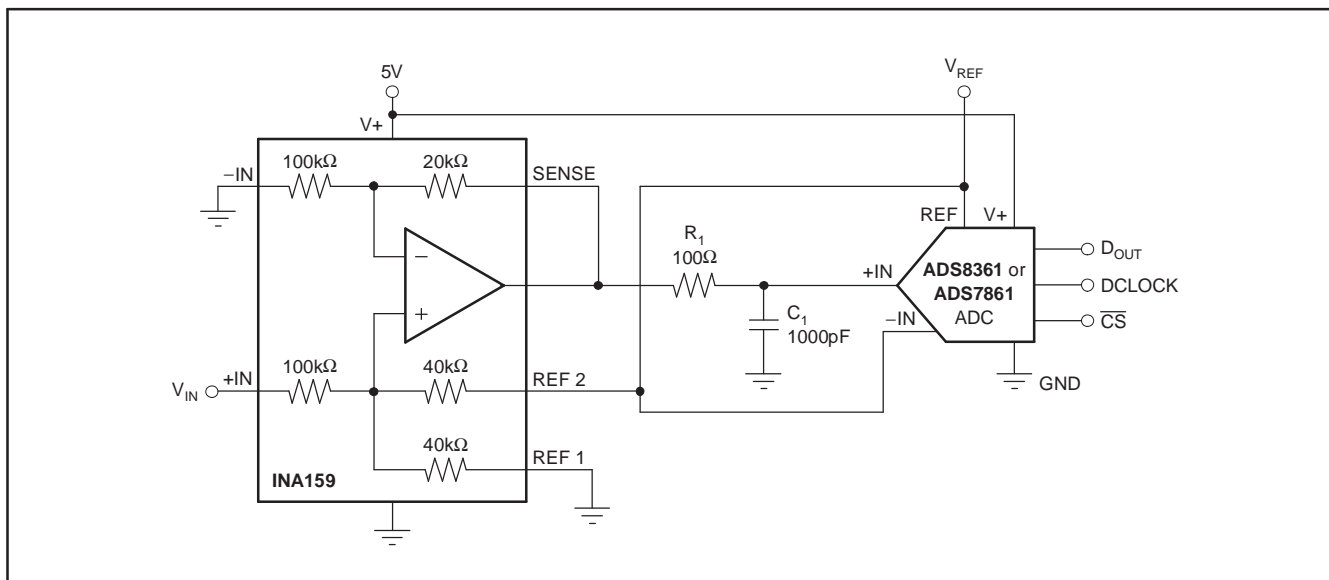 5V
V+
VREF
−IN
100kΩ
20kΩ
SENSE
REF
V+
R1
100Ω
−
+
+IN
−IN
ADS8361 or
ADS7861
ADC
DOUT
DCLOCK
CS
C1
1000pF
GND
VIN
+IN
100kΩ
40kΩ
REF 2
40kΩ
REF 1
INA159